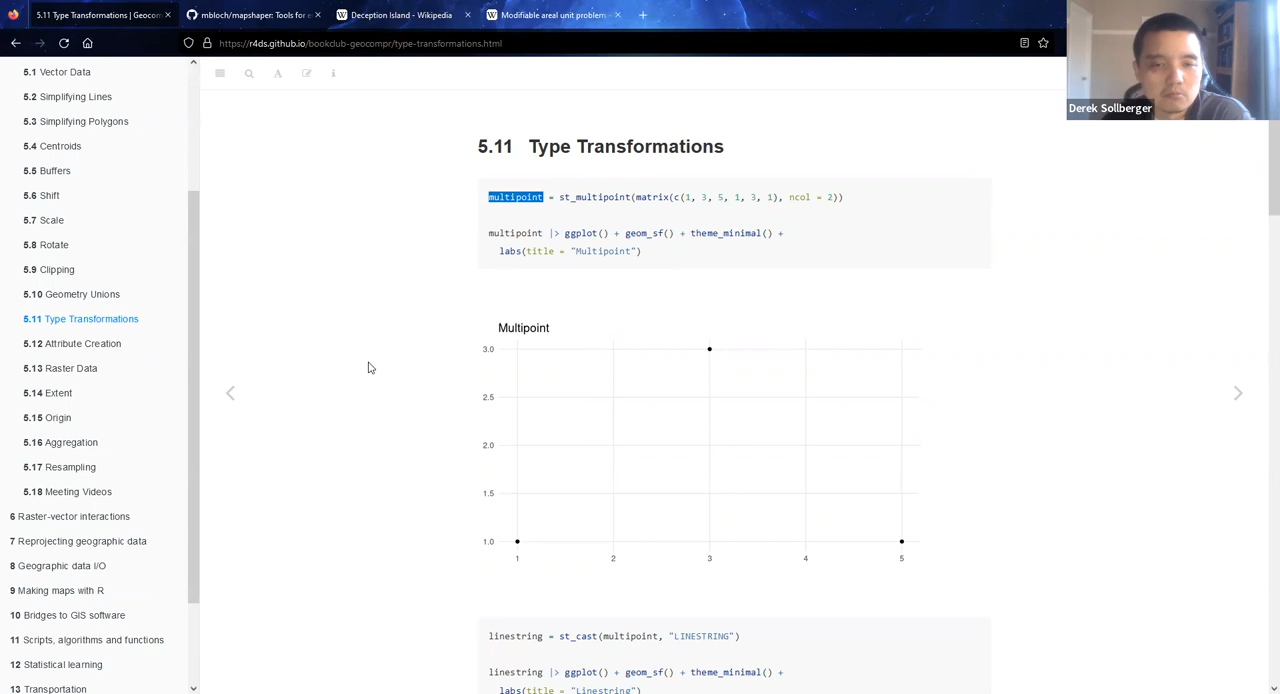 5.11 Type Transformations | Geocom
mbloch/mapshaper: Tools for e
Deception Island - Wikipedia
Modifiable areal unit problem -
https://r4ds.github.io/bookclub-geocompr/type-transformations.html
Derek Sollberger
5.1 Vector Data
5.2 Simplifying Lines
5.3 Simplifying Polygons
5.4 Centroids
5.5 Buffers
5.6 Shift
5.7 Scale
5.8 Rotate
5.9 Clipping
5.10 Geometry Unions
5.11 Type Transformations
5.12 Attribute Creation
5.13 Raster Data
5.14 Extent
5.15 Origin
5.16 Aggregation
5.17 Resampling
5.18 Meeting Videos
6 Raster-vector interactions
7 Reprojecting geographic data
8 Geographic data I/O
9 Making maps with R
10 Bridges to GIS software
11 Scripts, algorithms and functions
12 Statistical learning
13 Transportation
5.11 Type Transformations
multipoint = st_multipoint(matrix(c(1, 3, 5, 1, 3, 1), ncol = 2))
multipoint |> ggplot() + geom_sf() + theme_minimal() +
labs(title = "Multipoint")
Multipoint
3.0
2.5
2.0
1.5
1.0
1 2 3 4 5
linestring = st_cast(multipoint, "LINESTRING")
linestring |> ggplot() + geom_sf() + theme_minimal() +
labs(title = "Linestring")